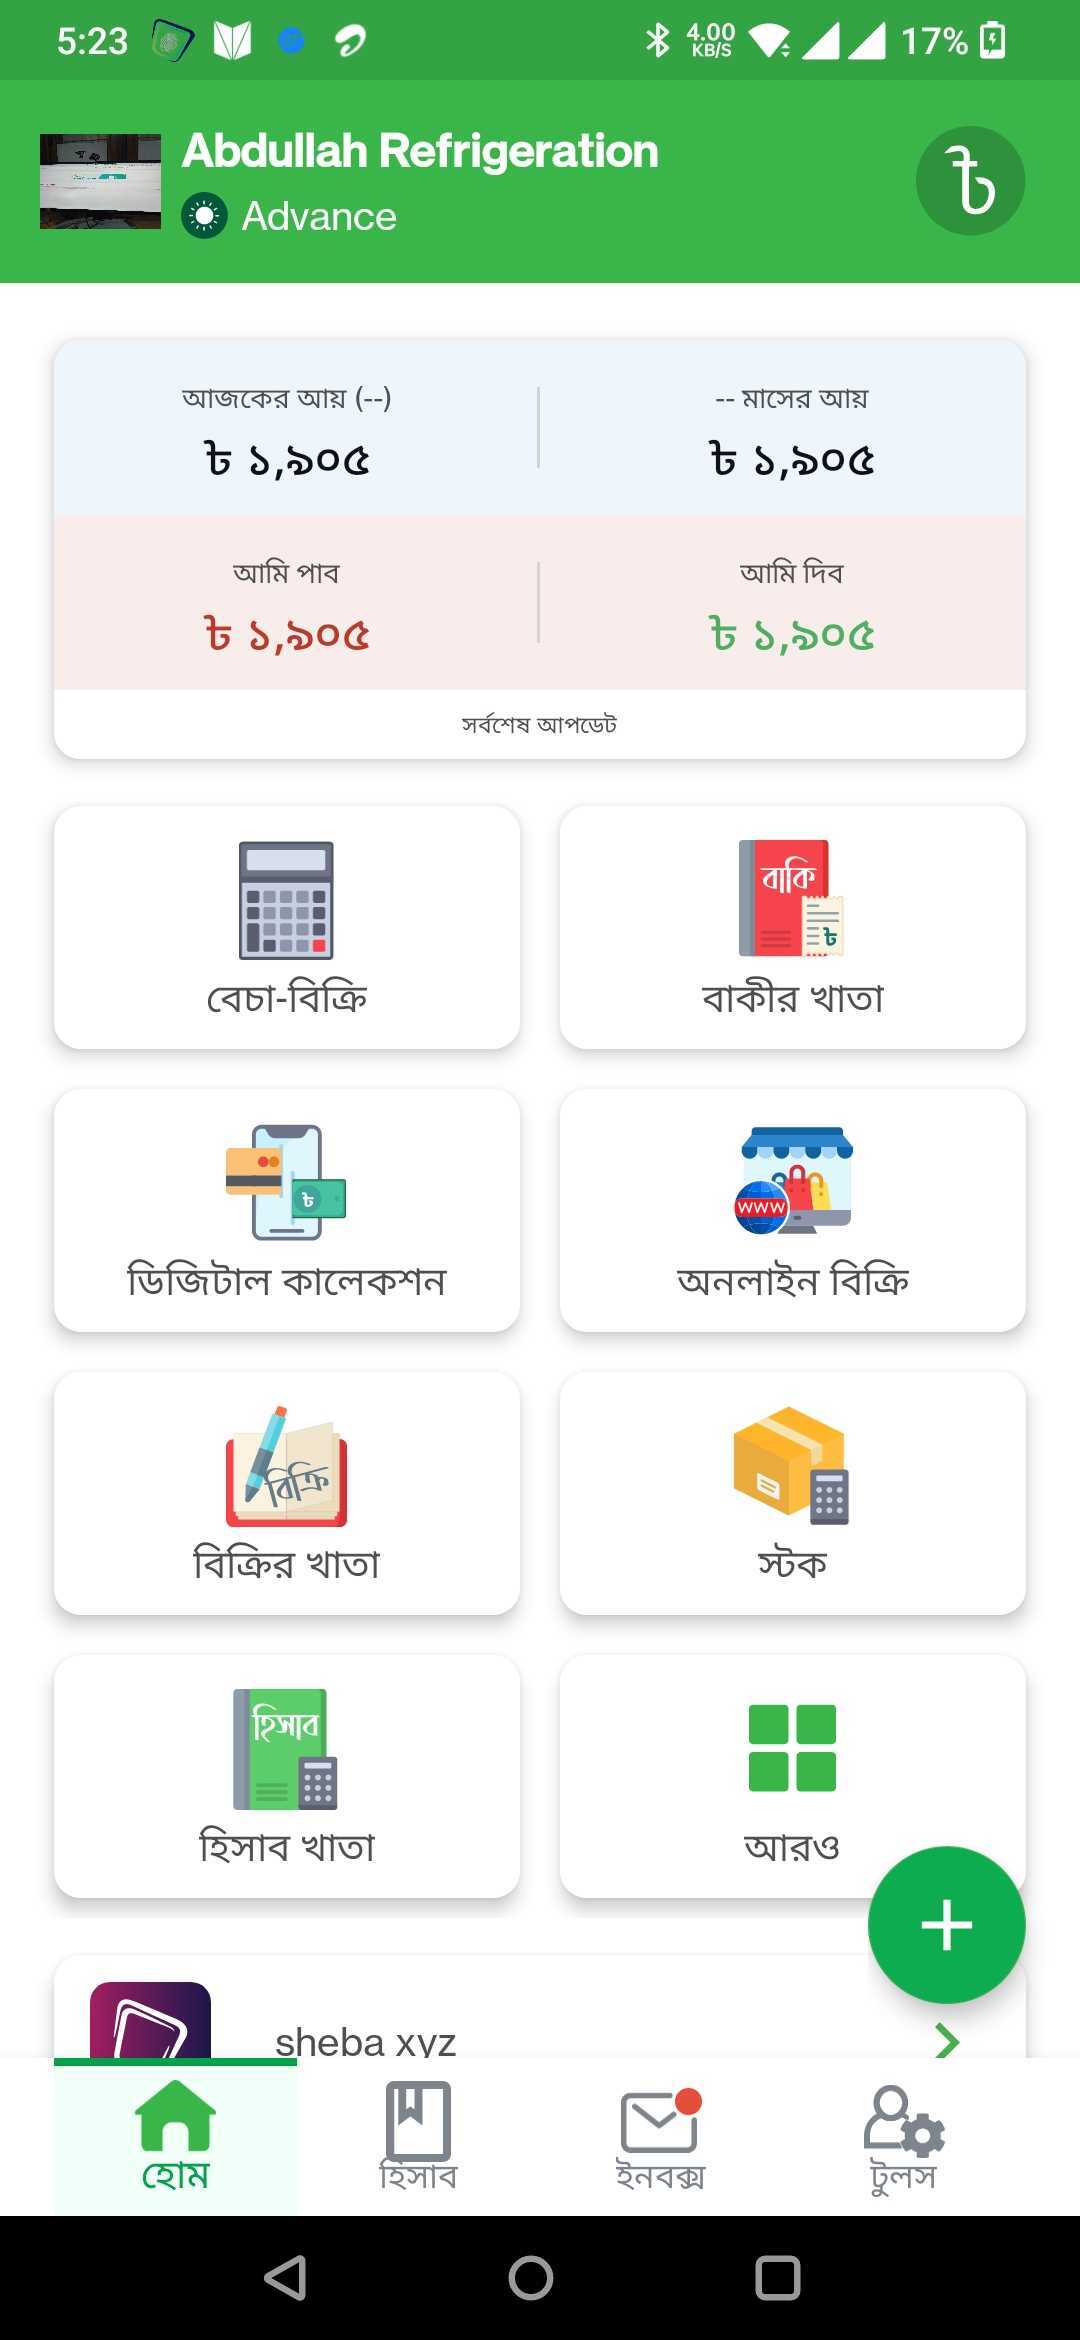 5:23 4.00 KB/S 17%
Abdullah Refrigeration
Advance
৳
আজকের আয় (--)
-- মাসের আয়
৳ ১,৯০৫
৳ ১,৯০৫
আমি পাব
আমি দিব
৳ ১,৯০৫
৳ ১,৯০৫
সর্বশেষ আপডেট
বাকি
৳
বেচা-বিক্রি
বাকীর খাতা
৳
WWW
ডিজিটাল কালেকশন
অনলাইন বিক্রি
বিক্রি
বিক্রির খাতা
স্টক
হিসাব
হিসাব খাতা
আরও
sheba xyz
হোম
হিসাব
ইনবক্স
টুলস